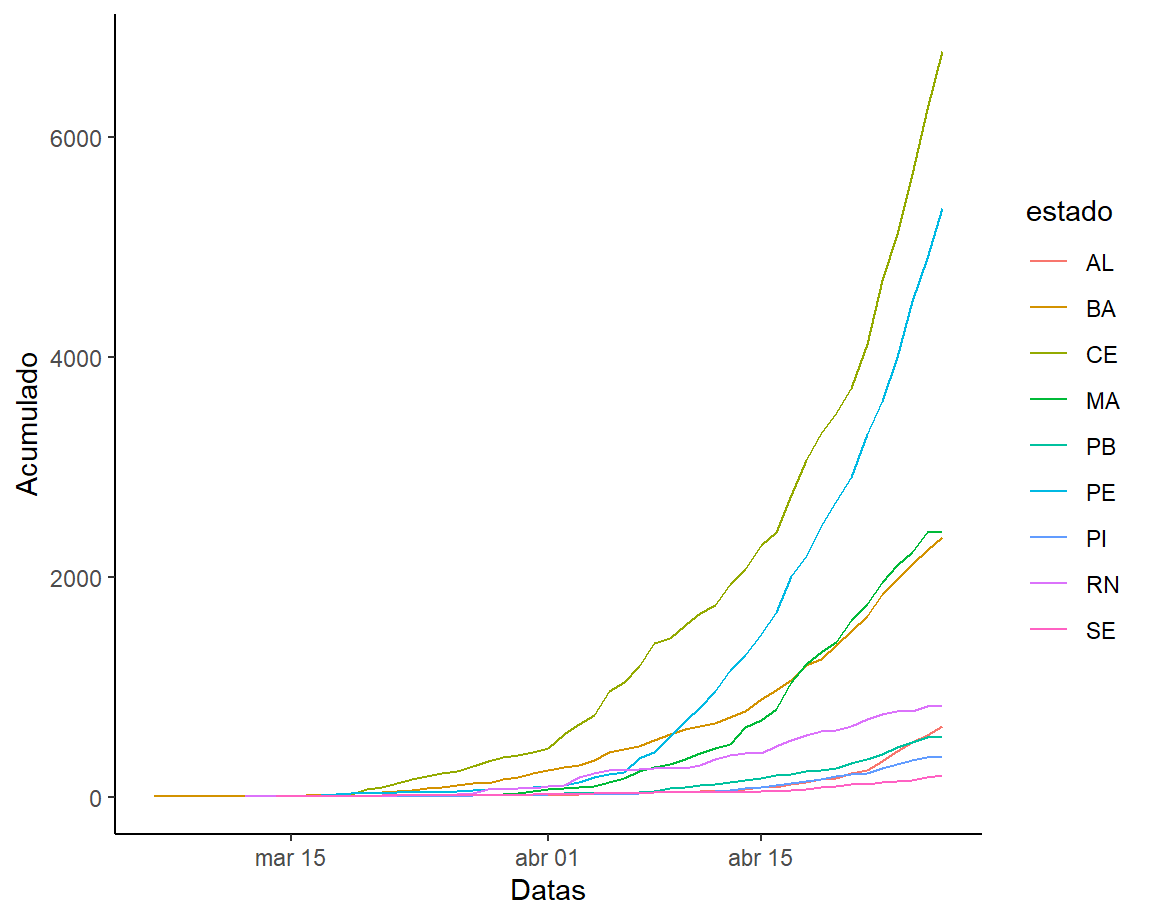 6000
4000
2000
0
Acumulado
mar 15
abr 01
abr 15
Datas
estado
AL
BA
CE
MA
PB
PE
PI
RN
SE